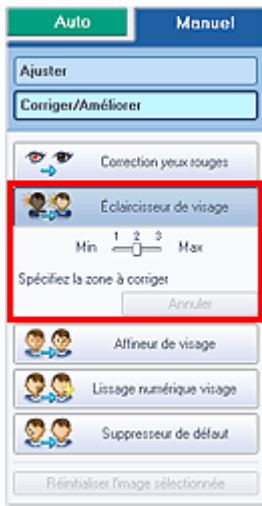 Auto Manuel
Ajuster
Corriger/Améliorer
Correction yeux rouges
Éclaircisseur de visage
1 2 3
Min Max
Spécifiez la zone à corriger
Annuler
Affineur de visage
Lissage numérique visage
Suppresseur de défaut
Réinitialiser l'image sélectionnée